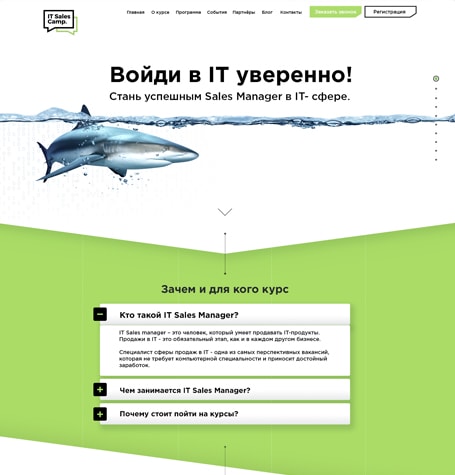 IT Sales
Camp.
Главная О курсе Программа События Партнёры Блог Контакты Заказать звонок Регистрация
Войди в IT уверенно!
Стань успешным Sales Manager в IT- сфере.
Зачем и для кого курс
Кто такой IT Sales Manager?
IT Sales manager - это человек, который умеет продавать IT-продукты.
Продажи в IT - это обязательный этап, как и в каждом другом бизнесе.
Специалист сферы продаж в IT - одна из самых перспективных вакансий,
которая не требует компьютерной специальности и приносит достойный
заработок.
Чем занимается IT Sales Manager?
Почему стоит пойти на курсы?